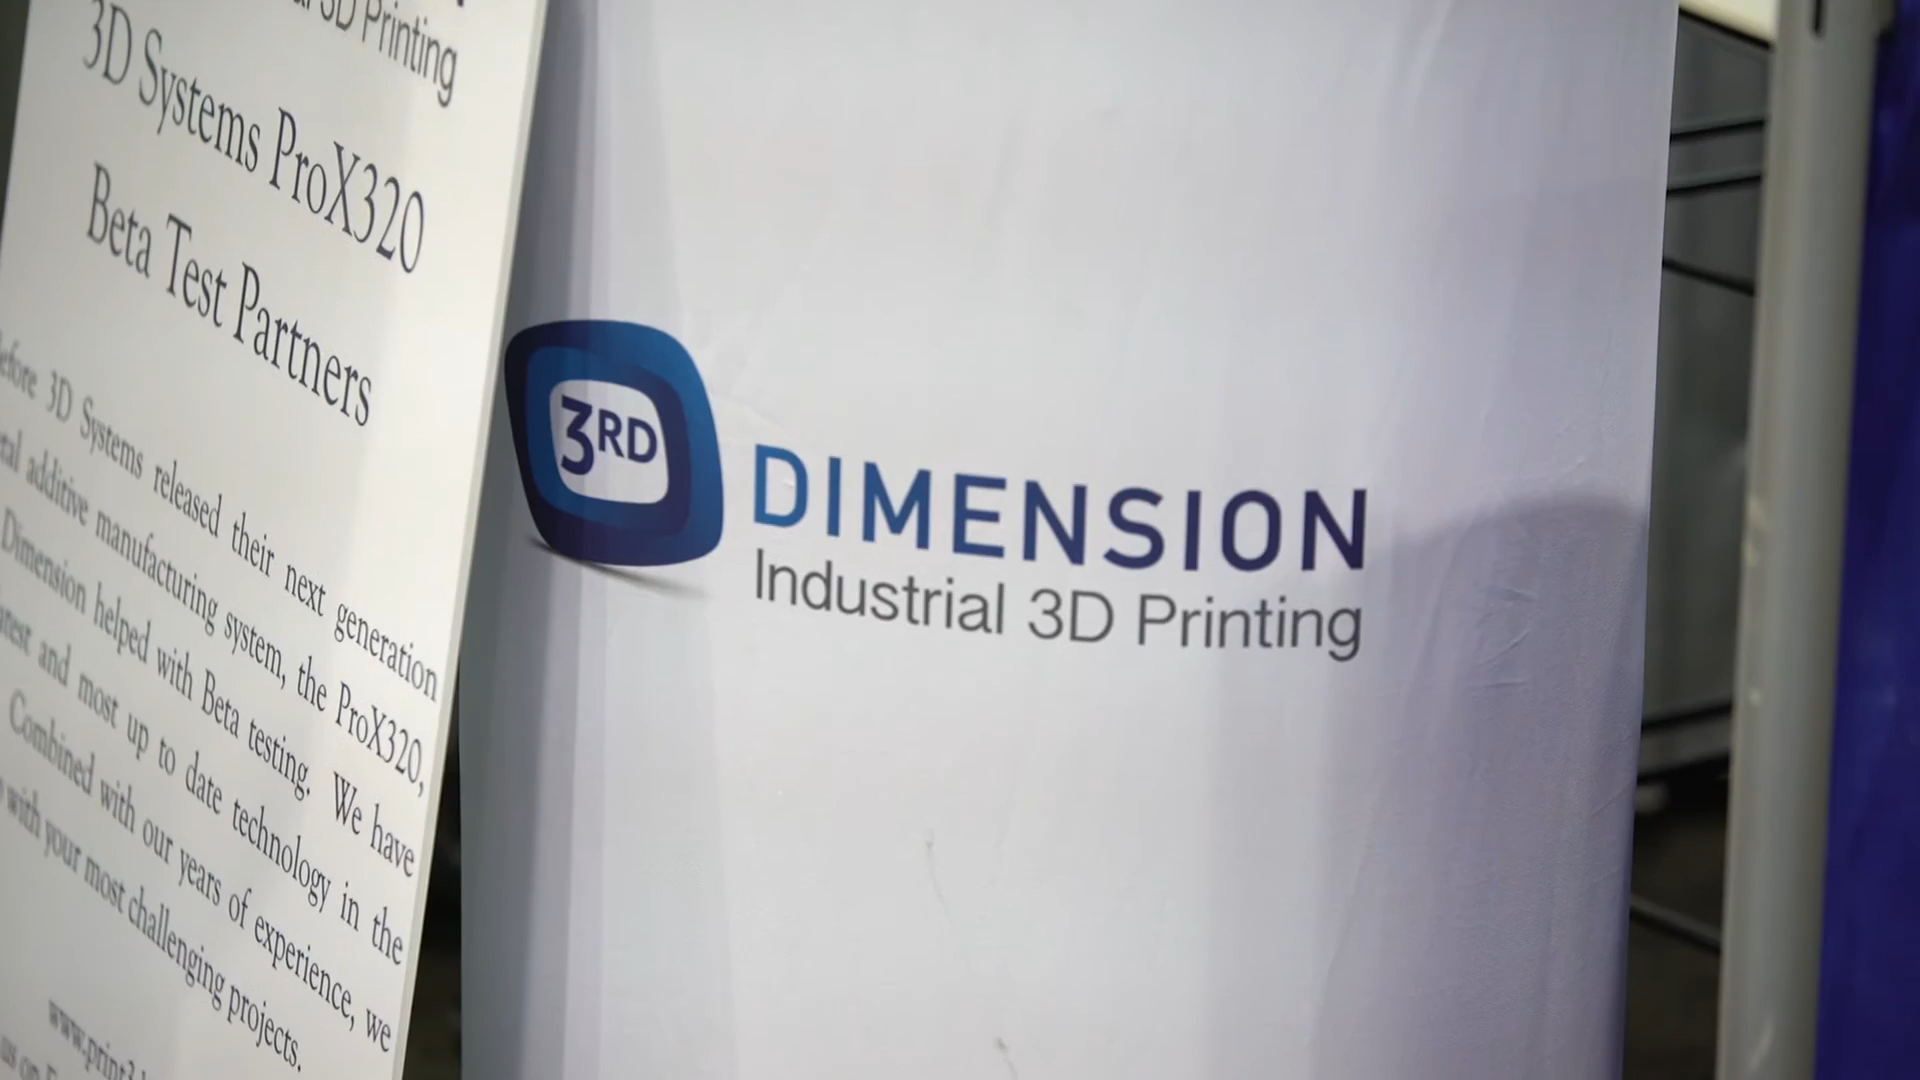 3D Printing
3D Systems ProX320
Beta Test Partners
3D Systems released their next generation
additive manufacturing system, the ProX320,
Dimension helped with Beta testing. We have
and most up to date technology in the
Combined with our years of experience, we
with your most challenging projects.
3RD
DIMENSION
Industrial 3D Printing